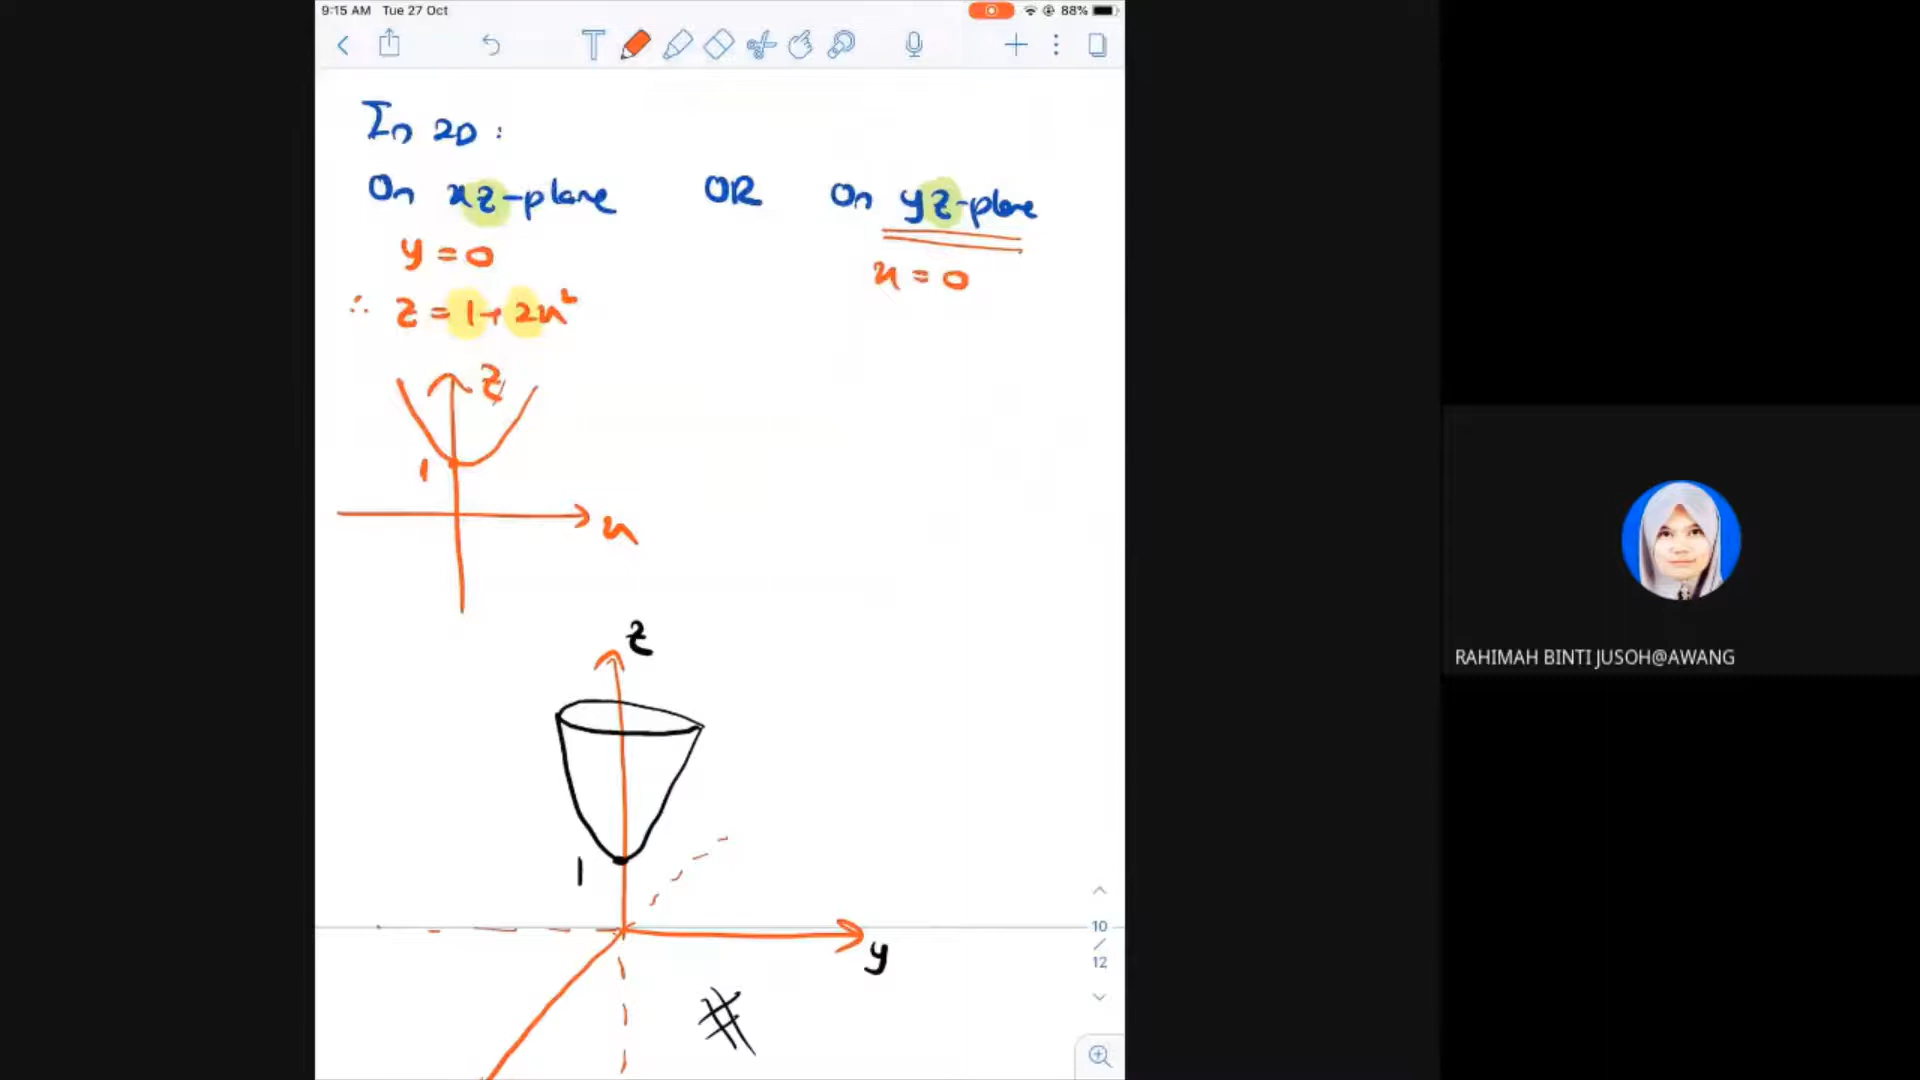 9:15 AM Tue 27 Oct
88%
T
In 2D :
On xz-plane OR On yz-plane
y = 0
x = 0
∴ z = 1 + 2x²
z
1
x
z
1
y
10
/
12
RAHIMAH BINTI JUSOH@AWANG